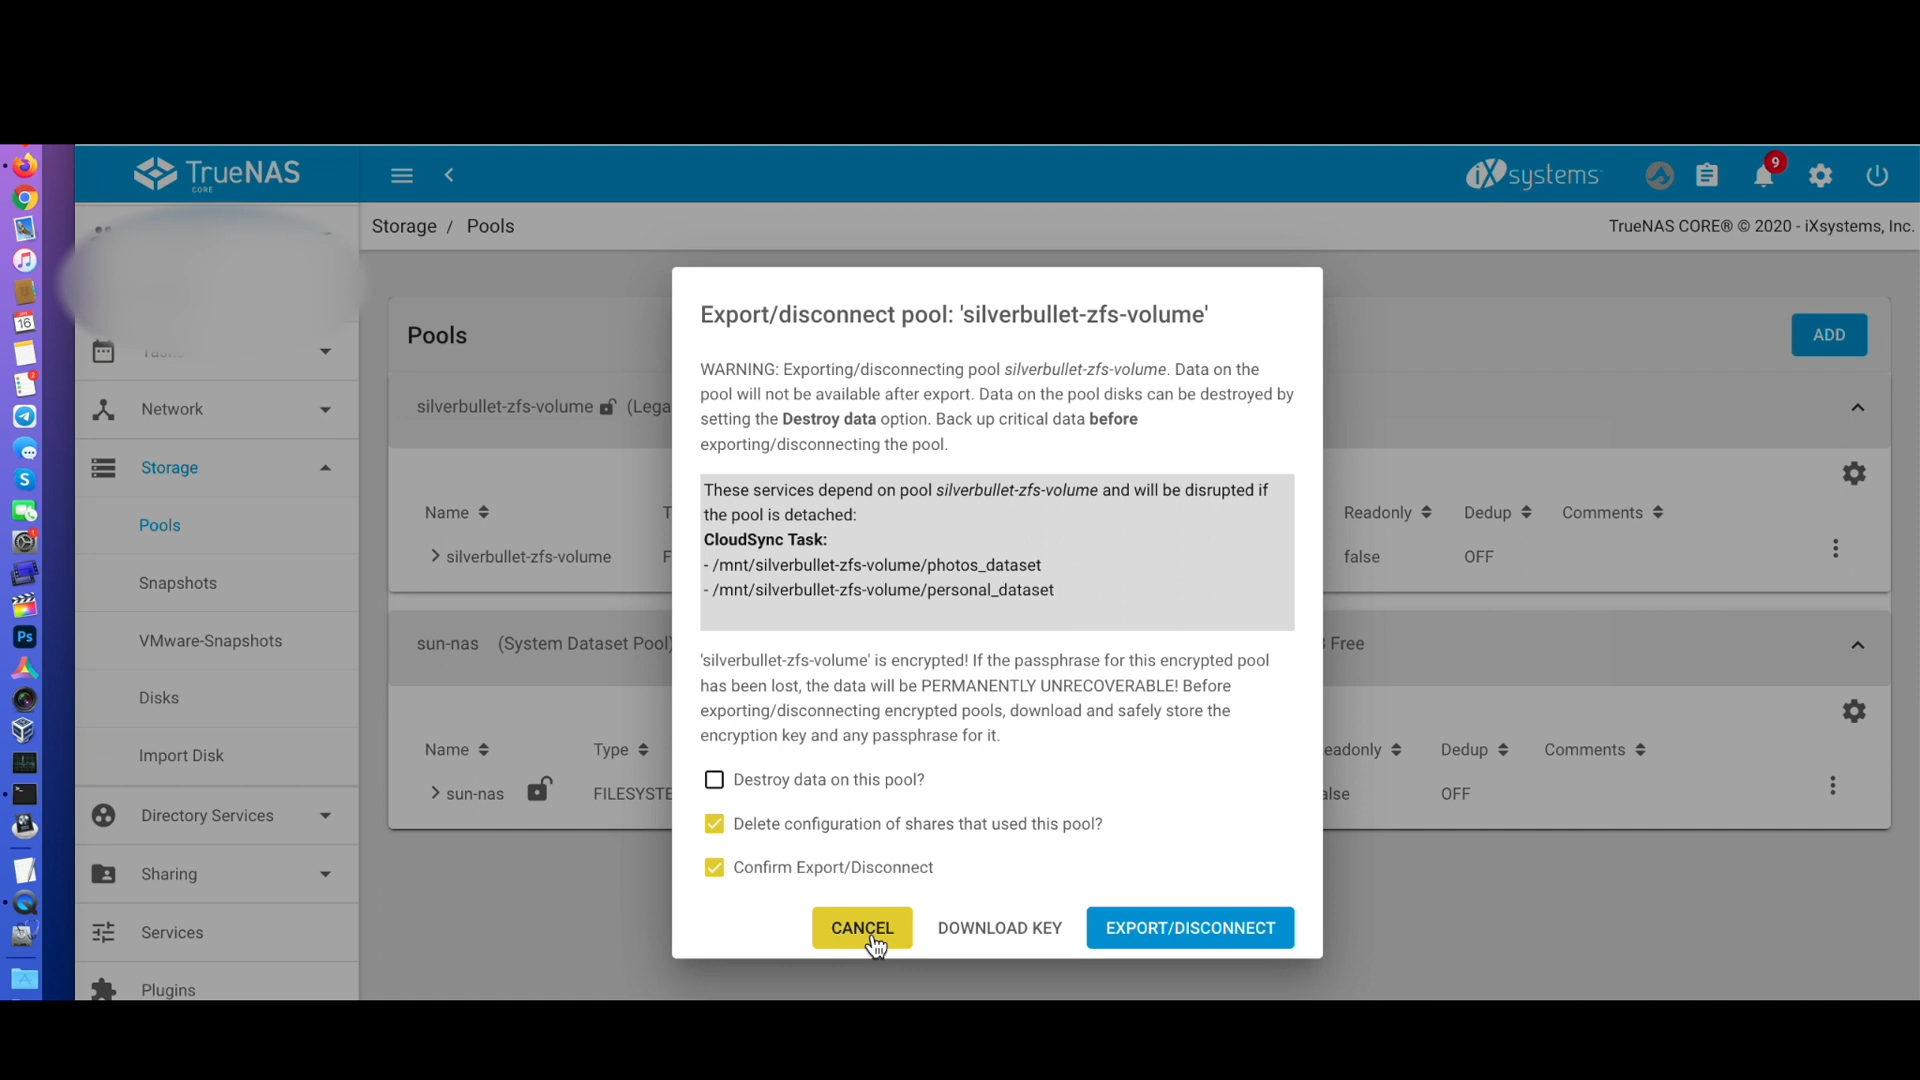 TrueNAS
CORE
iXsystems
9
Storage / Pools
TrueNAS CORE® © 2020 - iXsystems, Inc.
16
2
1
S
Ps
Network
Storage
Pools
Snapshots
VMware-Snapshots
Disks
Import Disk
Directory Services
Sharing
Services
Plugins
Pools
ADD
silverbullet-zfs-volume (Lega
Name
Readonly Dedup Comments
silverbullet-zfs-volume
false OFF
sun-nas (System Dataset Pool)
Free
Name Type
eadonly Dedup Comments
sun-nas FILESYSTE
alse OFF
Export/disconnect pool: 'silverbullet-zfs-volume'
WARNING: Exporting/disconnecting pool silverbullet-zfs-volume. Data on the
pool will not be available after export. Data on the pool disks can be destroyed by
setting the Destroy data option. Back up critical data before
exporting/disconnecting the pool.
These services depend on pool silverbullet-zfs-volume and will be disrupted if
the pool is detached:
CloudSync Task:
- /mnt/silverbullet-zfs-volume/photos_dataset
- /mnt/silverbullet-zfs-volume/personal_dataset
'silverbullet-zfs-volume' is encrypted! If the passphrase for this encrypted pool
has been lost, the data will be PERMANENTLY UNRECOVERABLE! Before
exporting/disconnecting encrypted pools, download and safely store the
encryption key and any passphrase for it.
Destroy data on this pool?
Delete configuration of shares that used this pool?
Confirm Export/Disconnect
CANCEL DOWNLOAD KEY EXPORT/DISCONNECT